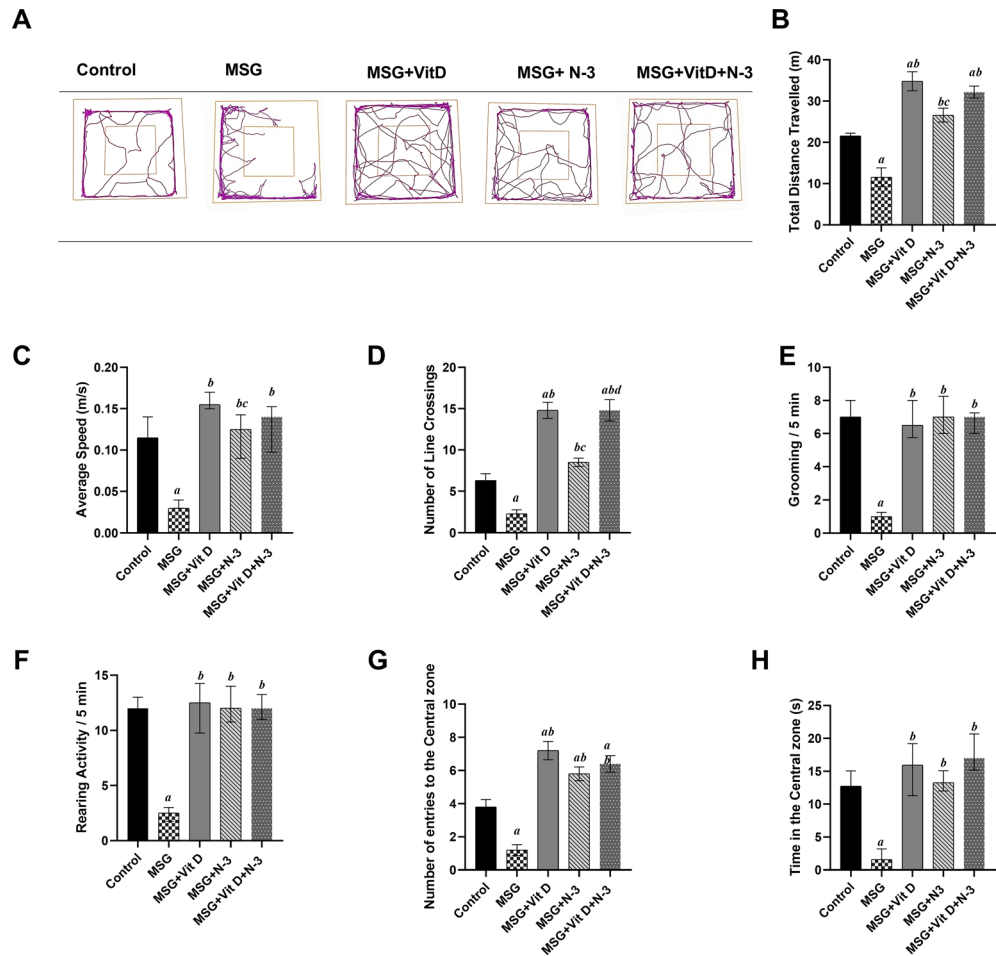 A
Control
MSG
MSG+VitD
MSG+ N-3
MSG+VitD+N-3
B
Total Distance Travelled (m)
40
30
20
10
0
a
ab
bc
ab
Control
MSG
MSG+Vit D
MSG+N-3
MSG+Vit D+N-3
C
Average Speed (m/s)
0.20
0.15
0.10
0.05
0.00
a
b
bc
b
Control
MSG
MSG+Vit D
MSG+N-3
MSG+Vit D+N-3
D
Number of Line Crossings
20
15
10
5
0
a
ab
bc
abd
Control
MSG
MSG+Vit D
MSG+N-3
MSG+Vit D+N-3
E
Grooming / 5 min
10
8
6
4
2
0
a
b
b
b
Control
MSG
MSG+Vit D
MSG+N-3
MSG+Vit D+N-3
F
Rearing Activity / 5 min
15
10
5
0
a
b
b
b
Control
MSG
MSG+Vit D
MSG+N-3
MSG+Vit D+N-3
G
Number of entries to the Central zone
10
8
6
4
2
0
a
ab
ab
a
b
Control
MSG
MSG+Vit D
MSG+N-3
MSG+Vit D+N-3
H
Time in the Central zone (s)
25
20
15
10
5
0
a
b
b
b
Control
MSG
MSG+Vit D
MSG+N3
MSG+Vit D+N-3